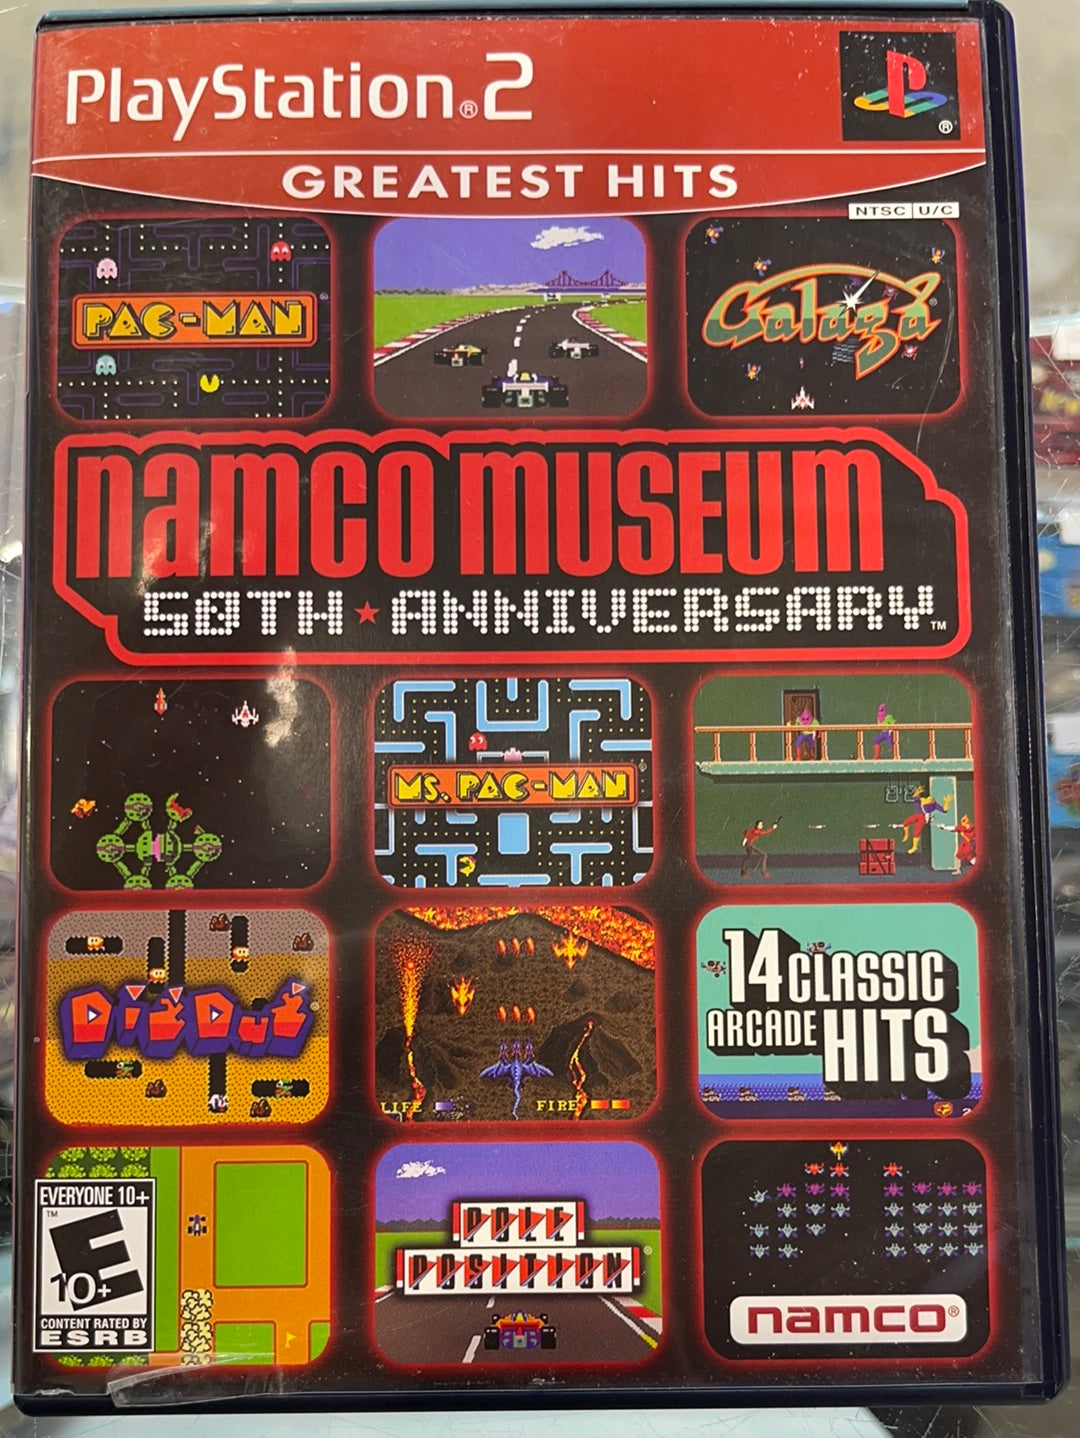 PlayStation®2
GREATEST HITS
NTSC U/C
PAC-MAN®
Galaga®
namco museum
50TH ★ ANNIVERSARY™
MS. PAC-MAN
DIG DUG®
LIFE FIRE
14 CLASSIC
ARCADE HITS
EVERYONE 10+
™
E
10+
CONTENT RATED BY
ESRB
POLE
POSITION®
namco®